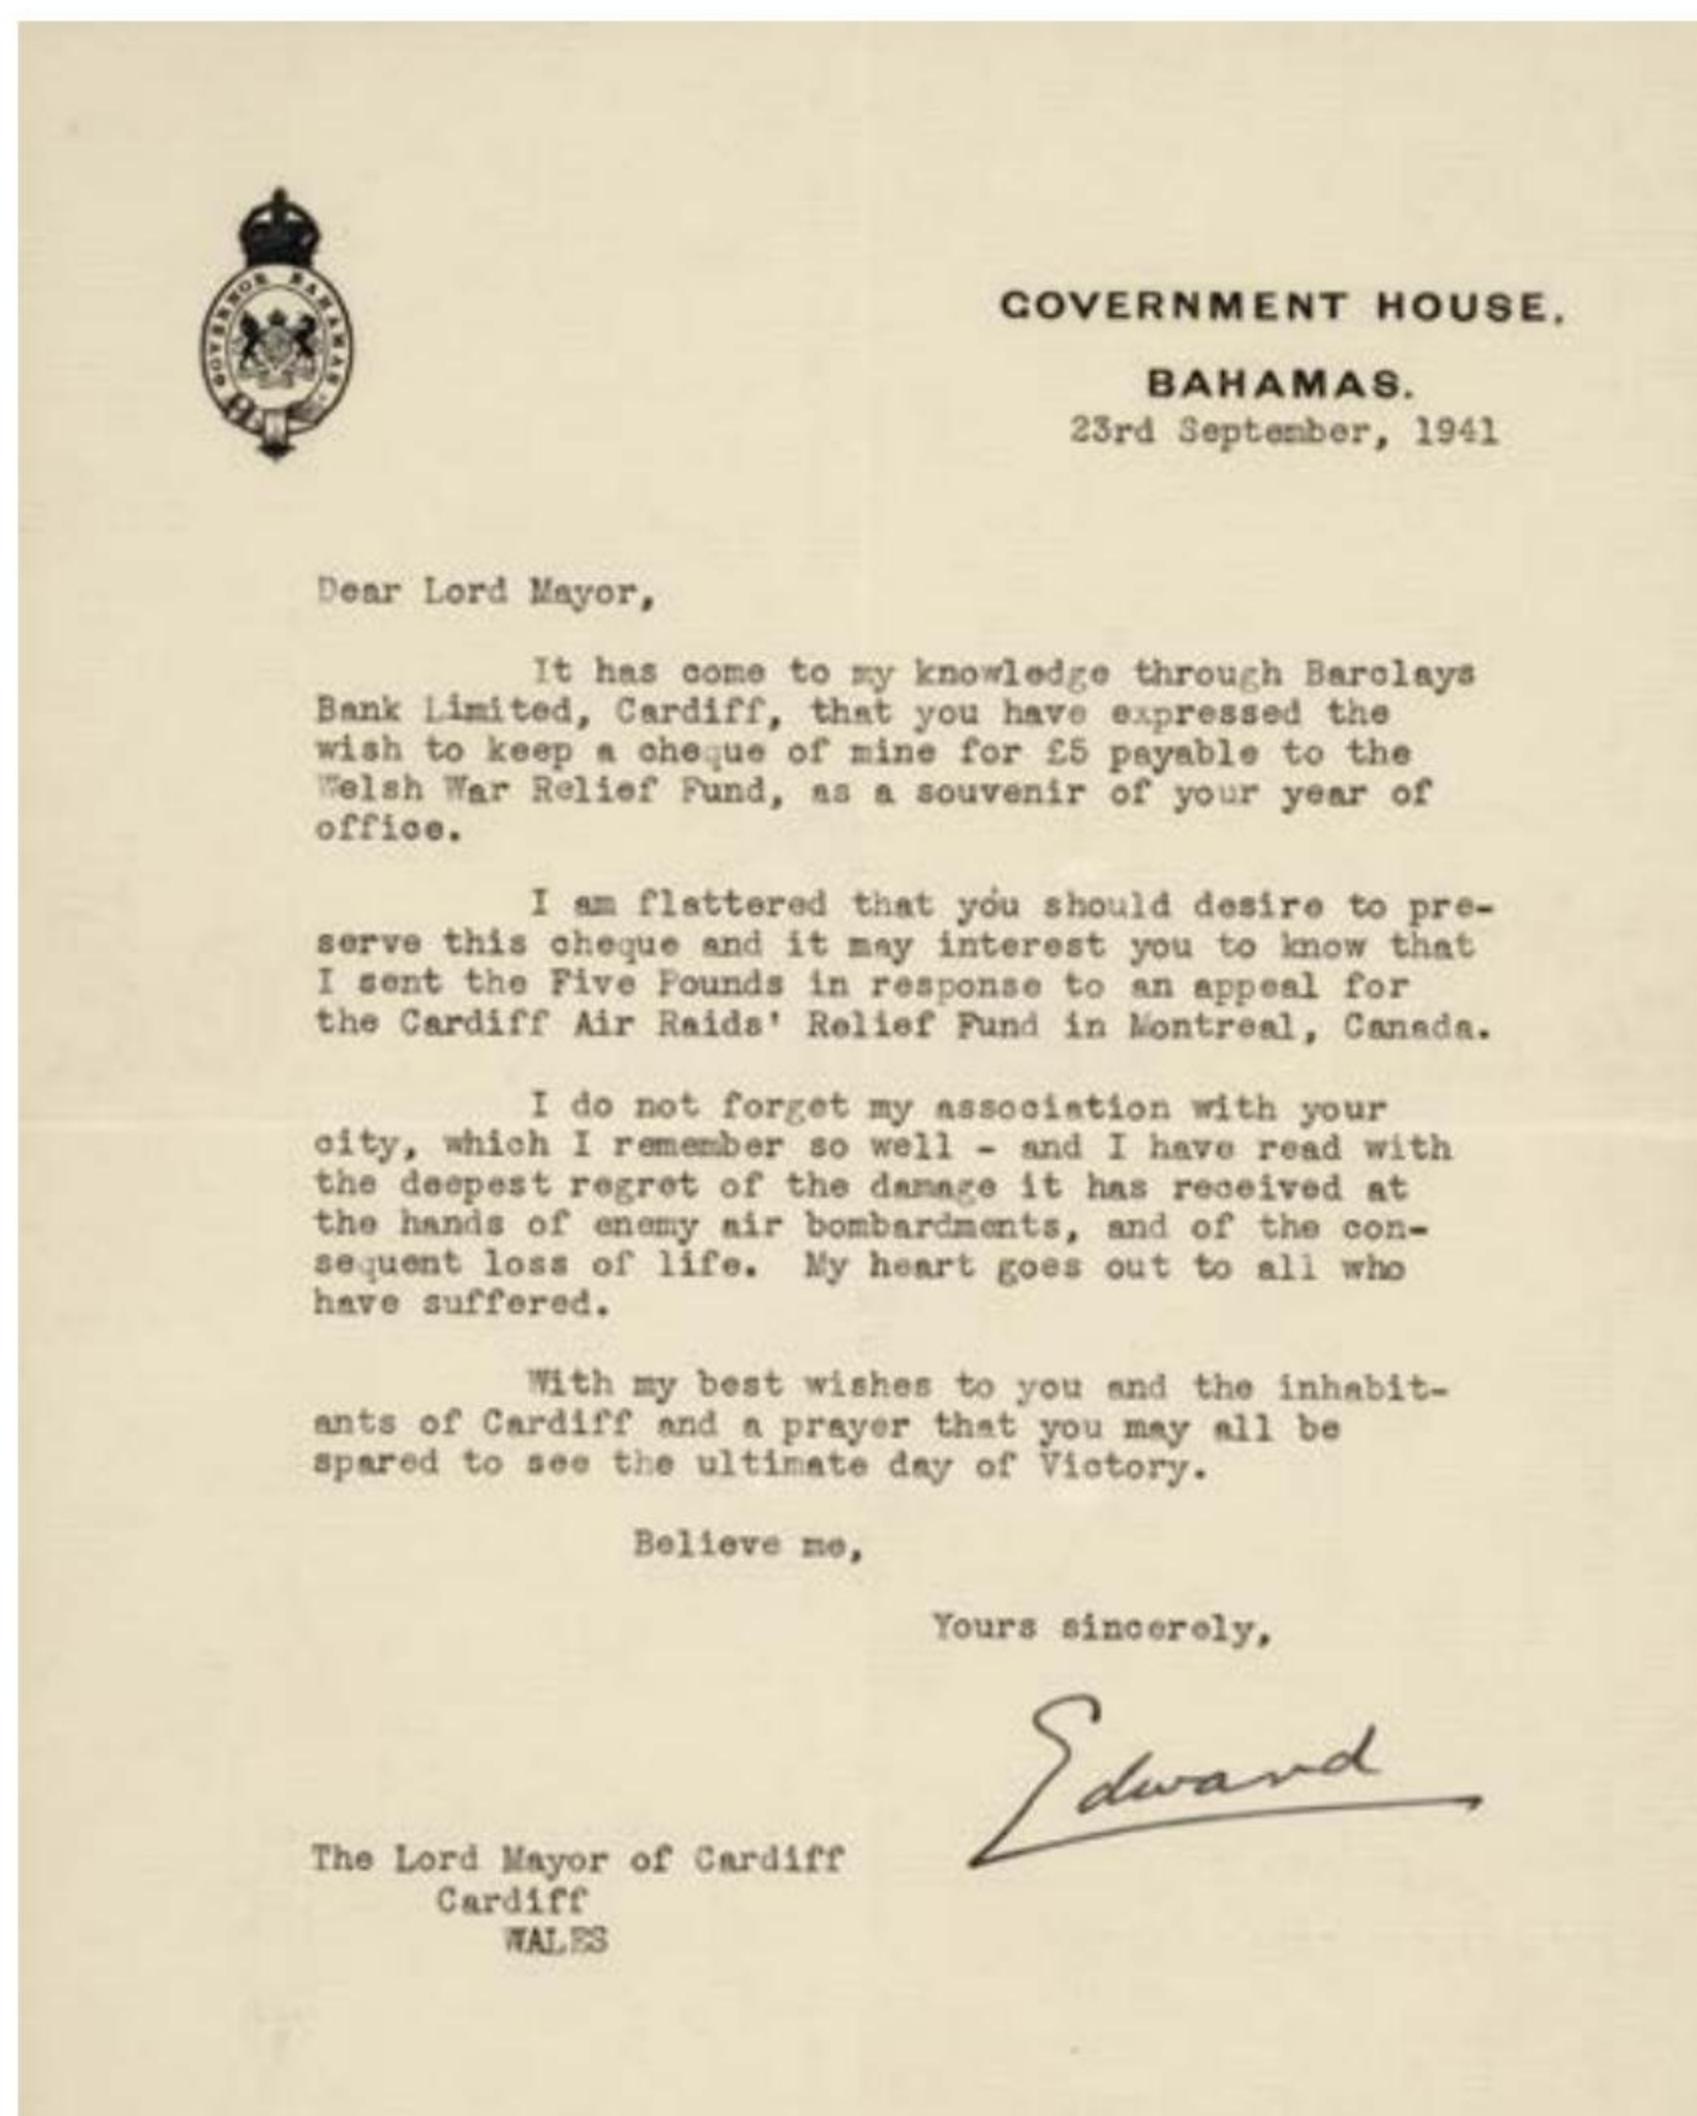 GOVERNOR BAHAMAS
GOVERNMENT HOUSE.
BAHAMAS.
23rd September, 1941
Dear Lord Mayor,
It has come to my knowledge through Barclays
Bank Limited, Cardiff, that you have expressed the
wish to keep a cheque of mine for £5 payable to the
Welsh War Relief Fund, as a souvenir of your year of
office.
I am flattered that you should desire to pre-
serve this cheque and it may interest you to know that
I sent the Five Pounds in response to an appeal for
the Cardiff Air Raids' Relief Fund in Montreal, Canada.
I do not forget my association with your
city, which I remember so well - and I have read with
the deepest regret of the damage it has received at
the hands of enemy air bombardments, and of the con-
sequent loss of life. My heart goes out to all who
have suffered.
With my best wishes to you and the inhabit-
ants of Cardiff and a prayer that you may all be
spared to see the ultimate day of Victory.
Believe me,
Yours sincerely,
Edward
The Lord Mayor of Cardiff
Cardiff
WALES